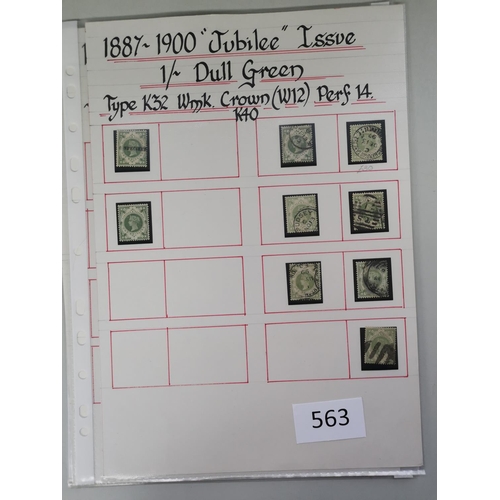 1887~1900 "Jubilee" Issue
1/~ Dull Green
Type K32 Wmk. Crown (W12) Perf 14.
K40
563